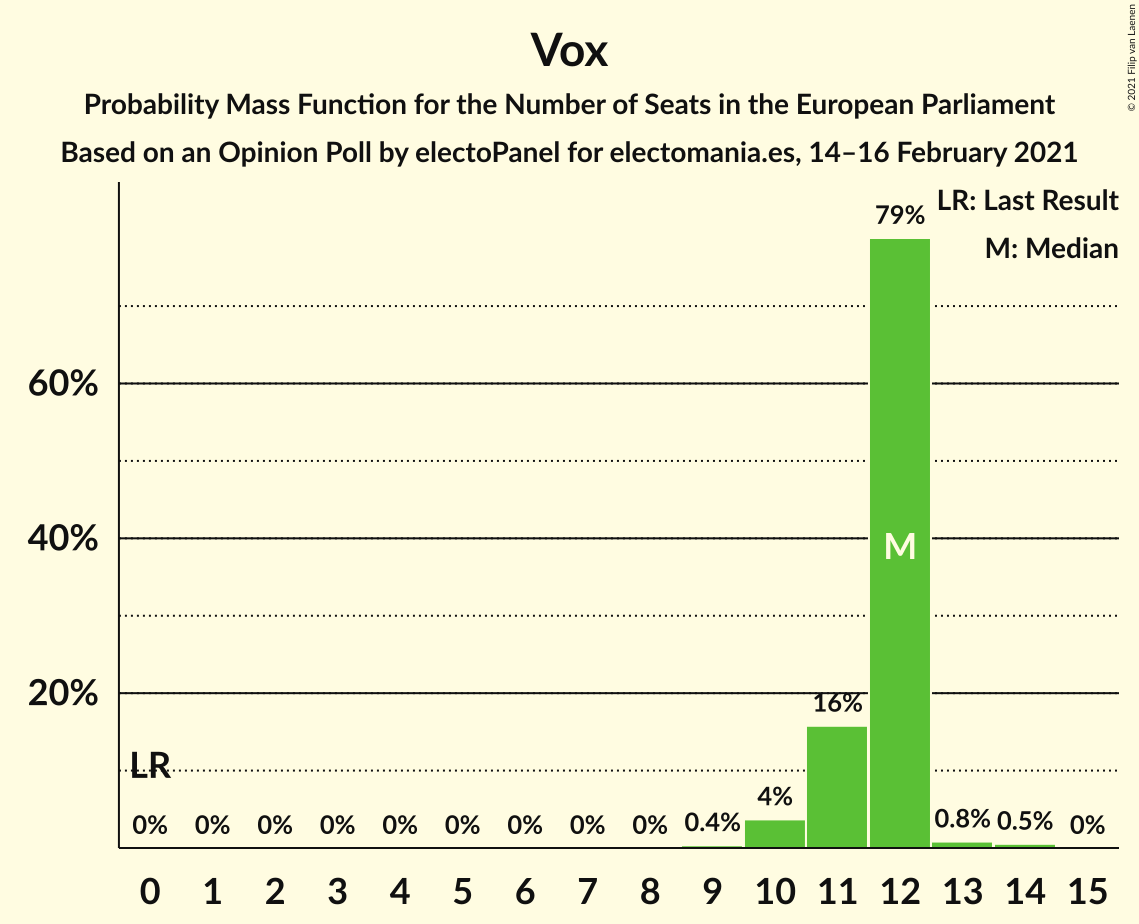 Vox
Probability Mass Function for the Number of Seats in the European Parliament
Based on an Opinion Poll by electoPanel for electomania.es, 14–16 February 2021
© 2021 Filip van Laenen
LR: Last Result
M: Median
79%
60%
40%
M
20%
16%
LR
0% 0% 0% 0% 0% 0% 0% 0% 0% 0.4% 4% 0.8% 0.5% 0%
0 1 2 3 4 5 6 7 8 9 10 11 12 13 14 15